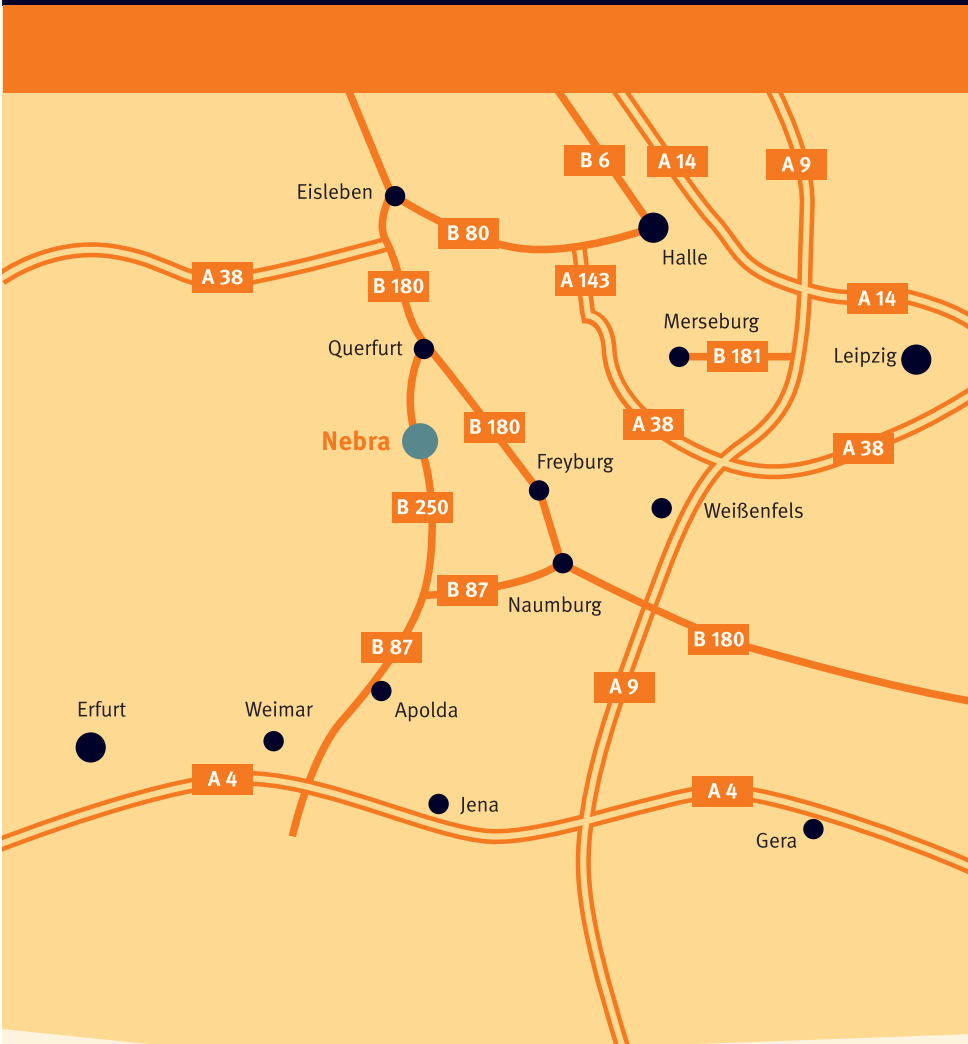 B 6
A 14
A 9
Eisleben
B 80
Halle
A 38
B 180
A 143
A 14
Merseburg
Querfurt
B 181
Leipzig
Nebra
B 180
A 38
A 38
Freyburg
B 250
Weißenfels
B 87
Naumburg
B 180
B 87
A 9
Apolda
Erfurt
Weimar
A 4
Jena
A 4
Gera